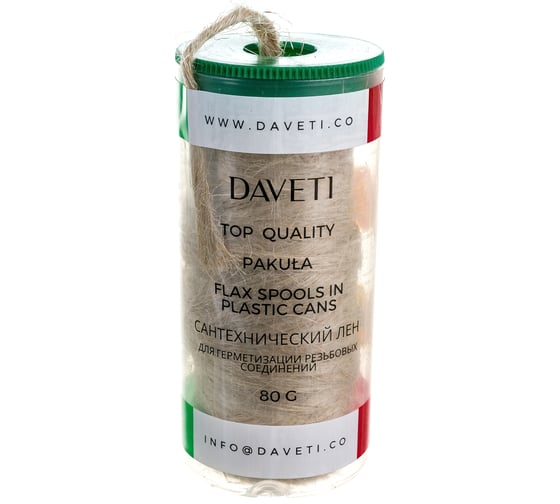 WWW.DAVETI.CO
DAVETI
TOP QUALITY
PAKUŁA
FLAX SPOOLS IN
PLASTIC CANS
САНТЕХНИЧЕСКИЙ ЛЕН
ДЛЯ ГЕРМЕТИЗАЦИИ РЕЗЬБОВЫХ
СОЕДИНЕНИЙ
80 G
INFO@DAVETI.CO